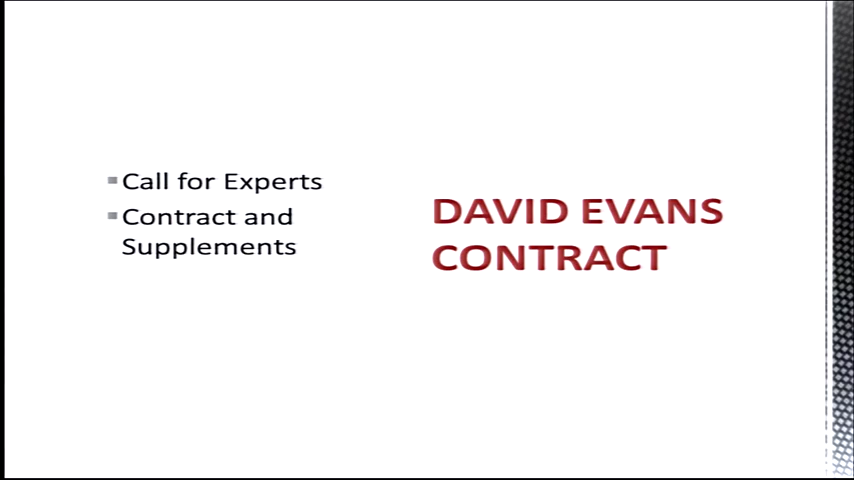 Call for Experts
Contract and
Supplements
DAVID EVANS
CONTRACT